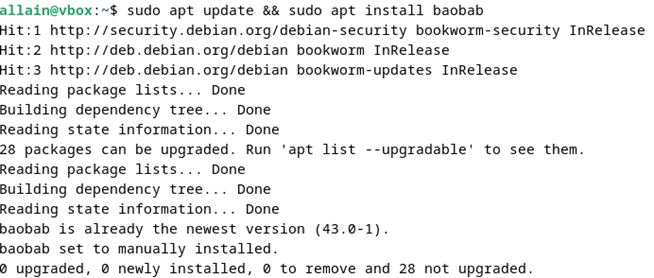 allain@vbox:~$ sudo apt update && sudo apt install baobab
Hit:1 http://security.debian.org/debian-security bookworm-security InRelease
Hit:2 http://deb.debian.org/debian bookworm InRelease
Hit:3 http://deb.debian.org/debian bookworm-updates InRelease
Reading package lists... Done
Building dependency tree... Done
Reading state information... Done
28 packages can be upgraded. Run 'apt list --upgradable' to see them.
Reading package lists... Done
Building dependency tree... Done
Reading state information... Done
baobab is already the newest version (43.0-1).
baobab set to manually installed.
0 upgraded, 0 newly installed, 0 to remove and 28 not upgraded.